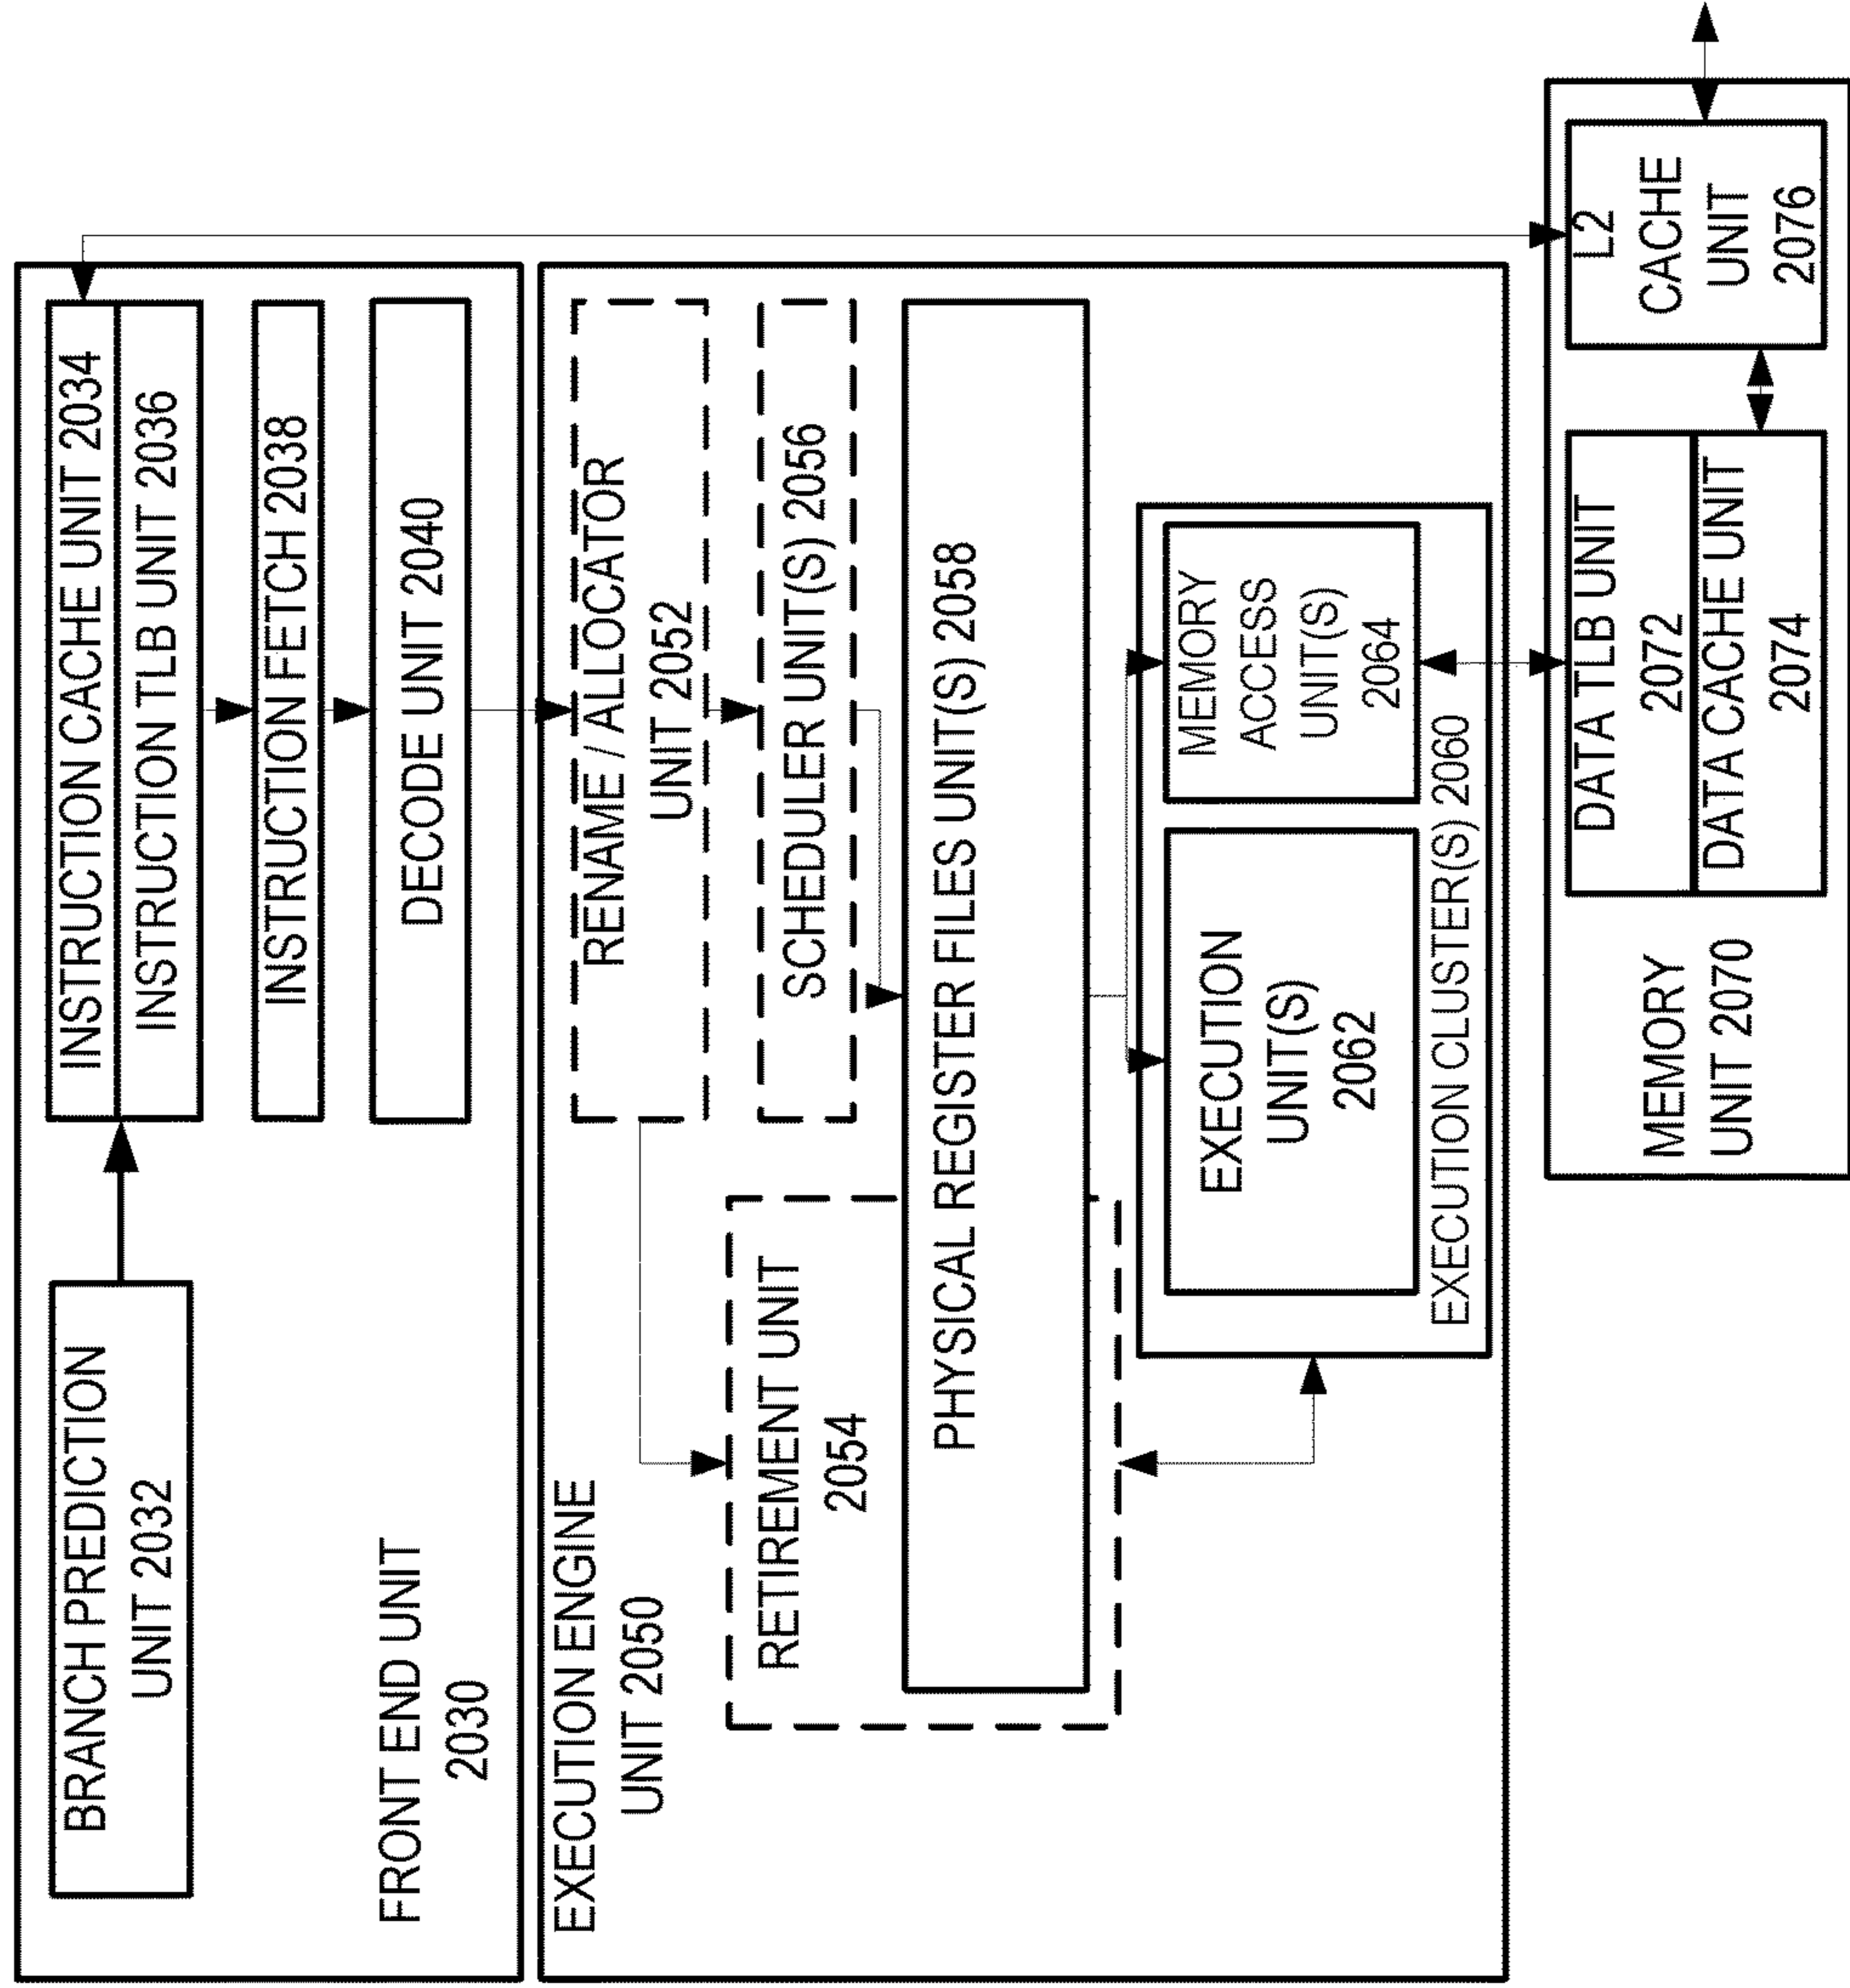 BRANCH PREDICTION
UNIT 2032
INSTRUCTION CACHE UNIT 2034
INSTRUCTION TLB UNIT 2036
INSTRUCTION FETCH 2038
DECODE UNIT 2040
FRONT END UNIT
2030
EXECUTION ENGINE
UNIT 2050
RENAME / ALLOCATOR
UNIT 2052
RETIREMENT UNIT
2054
SCHEDULER UNIT(S) 2056
PHYSICAL REGISTER FILES UNIT(S) 2058
EXECUTION
UNIT(S)
2062
MEMORY
ACCESS
UNIT(S)
2064
EXECUTION CLUSTER(S) 2060
MEMORY
UNIT 2070
DATA TLB UNIT
2072
DATA CACHE UNIT
2074
L2
CACHE
UNIT
2076